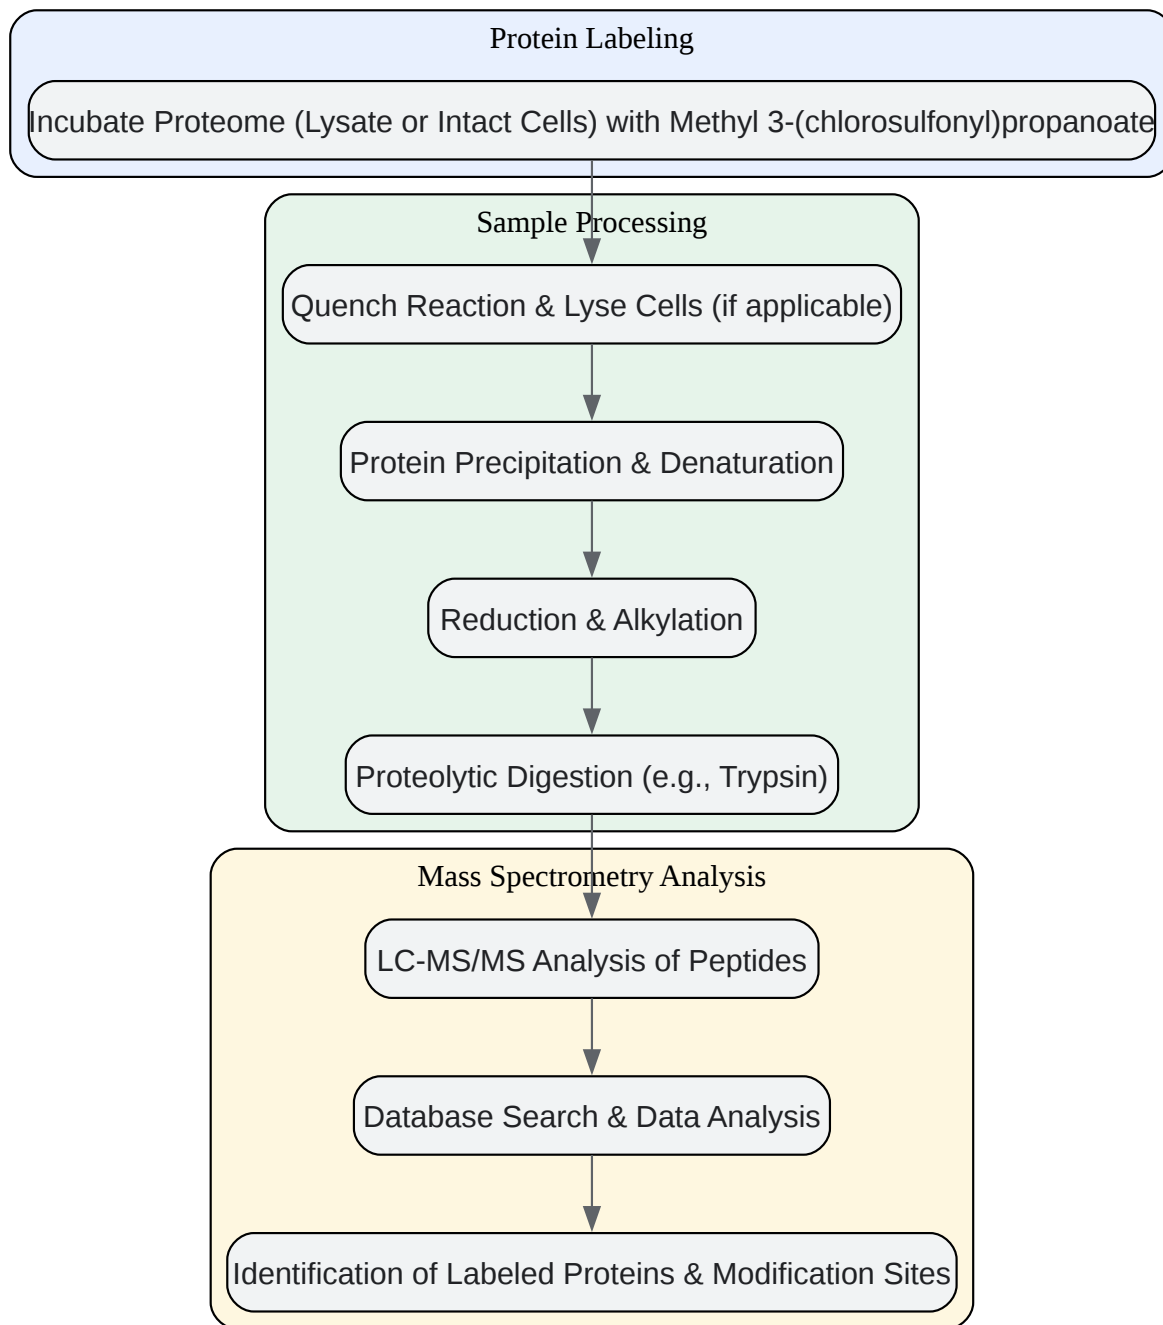 Protein Labeling
Incubate Proteome (Lysate or Intact Cells) with Methyl 3-(chlorosulfonyl)propanoate
Sample Processing
Quench Reaction & Lyse Cells (if applicable)
Protein Precipitation & Denaturation
Reduction & Alkylation
Proteolytic Digestion (e.g., Trypsin)
Mass Spectrometry Analysis
LC-MS/MS Analysis of Peptides
Database Search & Data Analysis
Identification of Labeled Proteins & Modification Sites